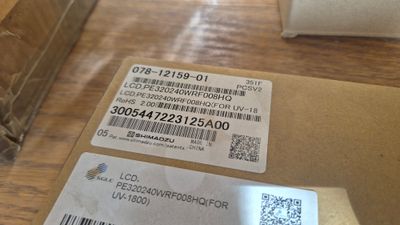 078-12159-01
351F
PCSV2
LCD,PE320240WRF008HQ
LCD,PE320240WRF008HQ(FOR UV-18
RoHS 2.00
3005447223125A00
05
SHIMADZU
MADE IN
CHINA
LCD,
PE320240WRF008HQ(FOR
UV-1800)